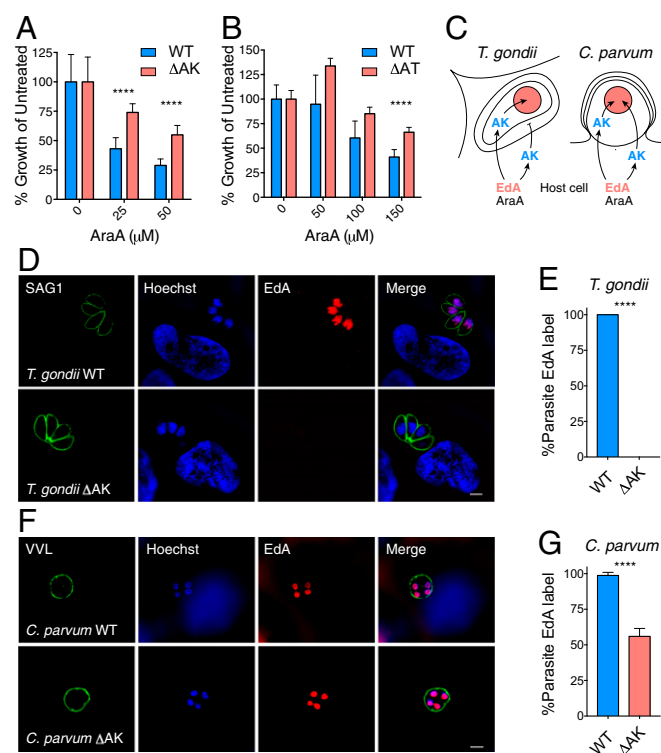 A
% Growth of Untreated
125
100
75
50
25
0
WT
ΔAK
****
****
0
25
50
AraA (μM)
B
% Growth of Untreated
150
125
100
75
50
25
0
WT
ΔAT
****
0
50
100
150
AraA (μM)
C
T. gondii
C. parvum
AK
AK
AK
AK
EdA
AraA
Host cell
EdA
AraA
D
SAG1
Hoechst
EdA
Merge
T. gondii WT
T. gondii ΔAK
E
T. gondii
****
%Parasite EdA label
100
75
50
25
0
WT
ΔAK
F
VVL
Hoechst
EdA
Merge
C. parvum WT
C. parvum ΔAK
G
C. parvum
****
%Parasite EdA label
100
75
50
25
0
WT
ΔAK